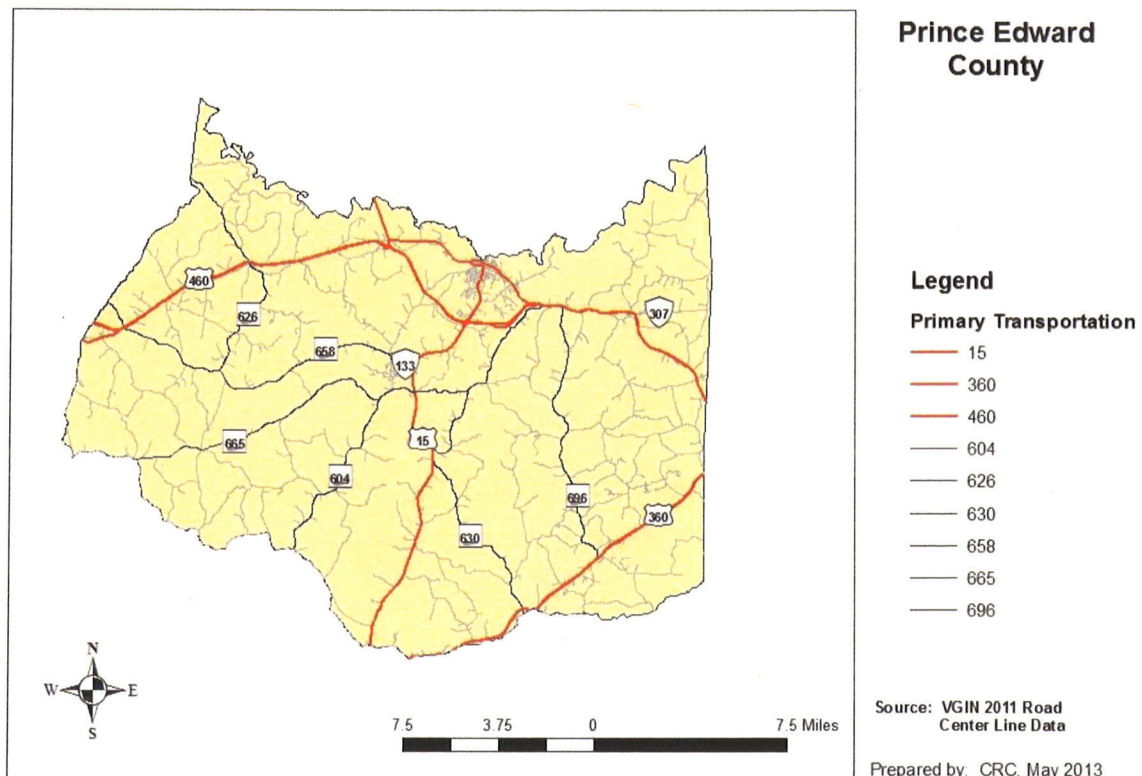 Prince Edward
County
460
626
658
133
307
15
665
604
696
360
630
N
W
E
S
7.5
3.75
0
7.5 Miles
Legend
Primary Transportation
15
360
460
604
626
630
658
665
696
Source: VGIN 2011 Road
Center Line Data
Prepared by: CRC, May 2013